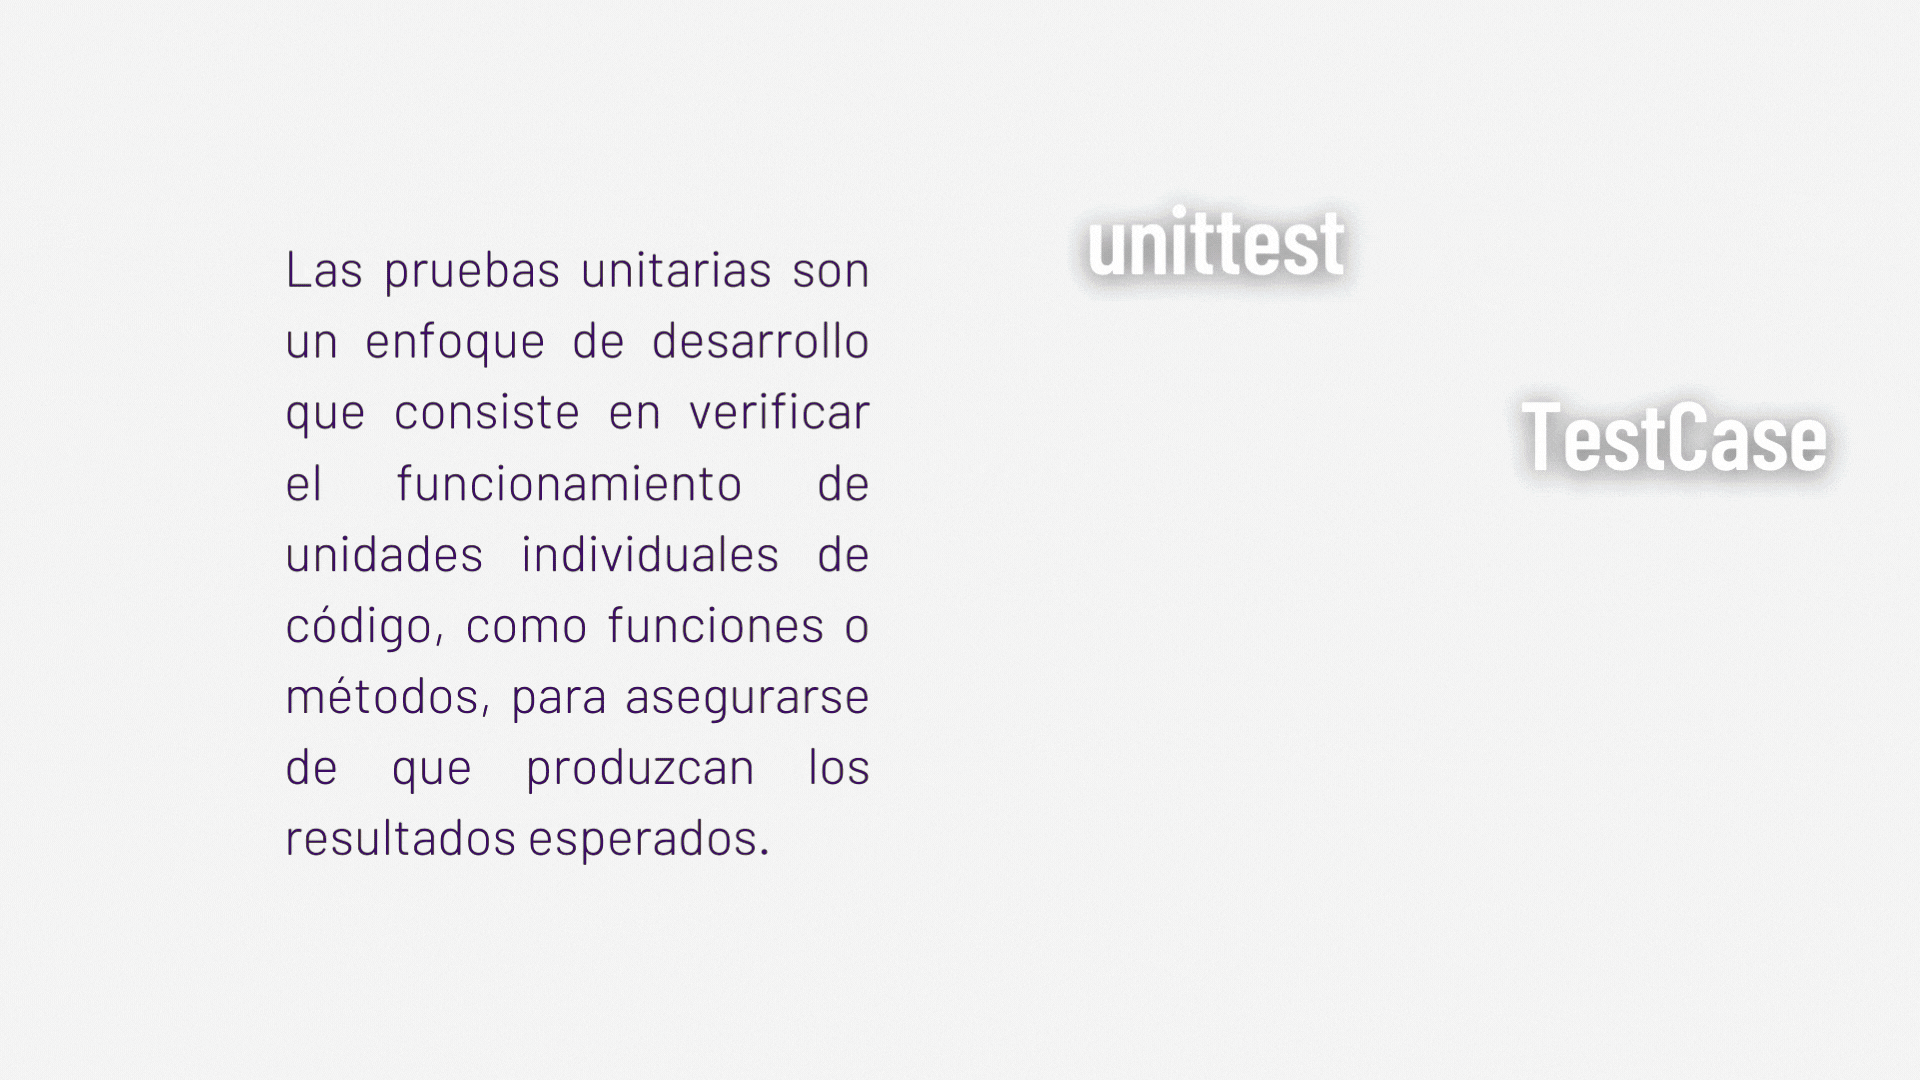 Las pruebas unitarias son
un enfoque de desarrollo
que consiste en verificar
el funcionamiento de
unidades individuales de
código, como funciones o
métodos, para asegurarse
de que produzcan los
resultados esperados.
unittest
TestCase